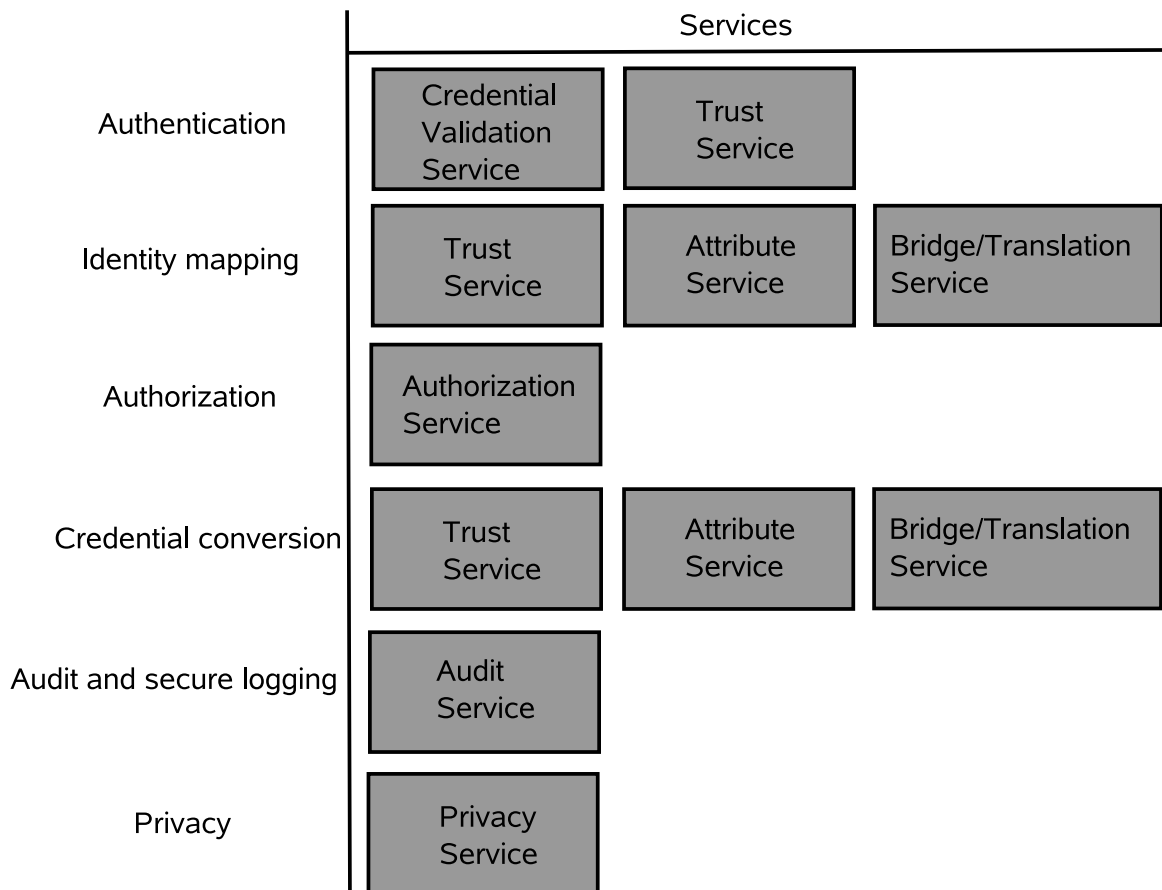 Services
Authentication
Credential
Validation
Service
Trust
Service
Identity mapping
Trust
Service
Attribute
Service
Bridge/Translation
Service
Authorization
Authorization
Service
Credential conversion
Trust
Service
Attribute
Service
Bridge/Translation
Service
Audit and secure logging
Audit
Service
Privacy
Privacy
Service